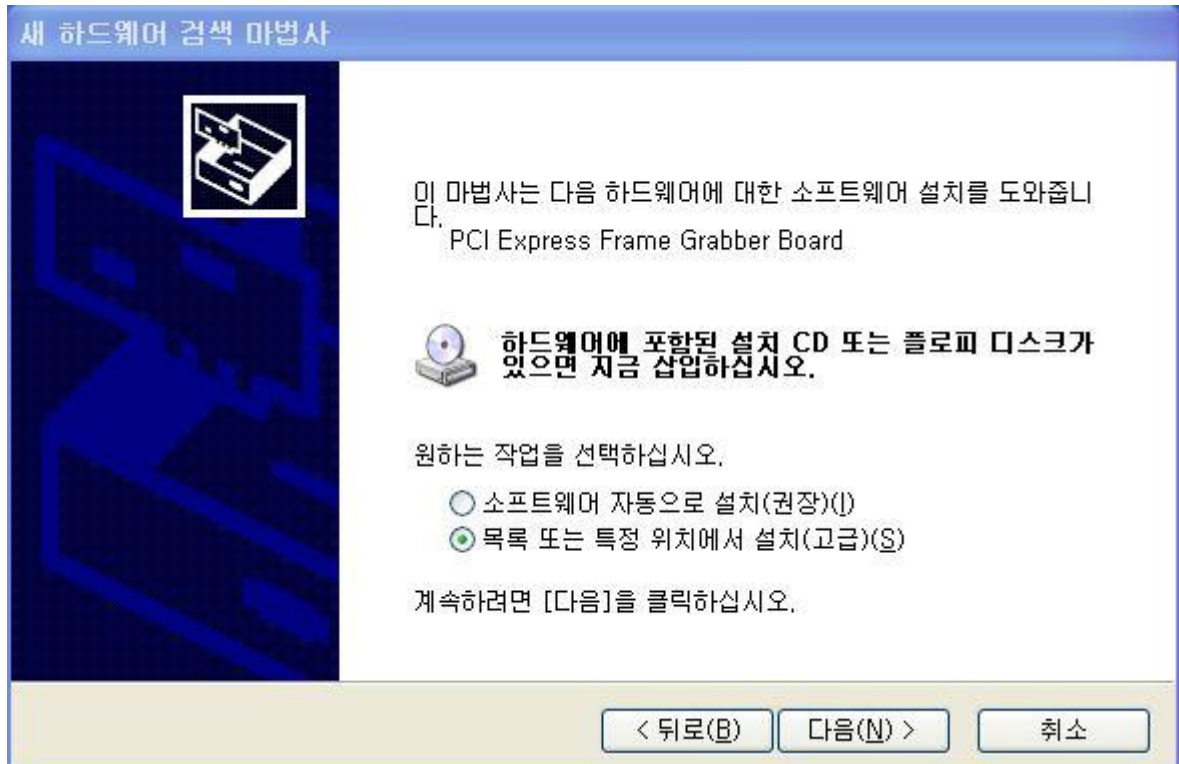 새 하드웨어 검색 마법사
이 마법사는 다음 하드웨어에 대한 소프트웨어 설치를 도와줍니
다.
PCI Express Frame Grabber Board
하드웨어에 포함된 설치 CD 또는 플로피 디스크가
있으면 지금 삽입하십시오.
원하는 작업을 선택하십시오.
소프트웨어 자동으로 설치(권장)(I)
목록 또는 특정 위치에서 설치(고급)(S)
계속하려면 [다음]을 클릭하십시오.
< 뒤로(B) 다음(N) > 취소